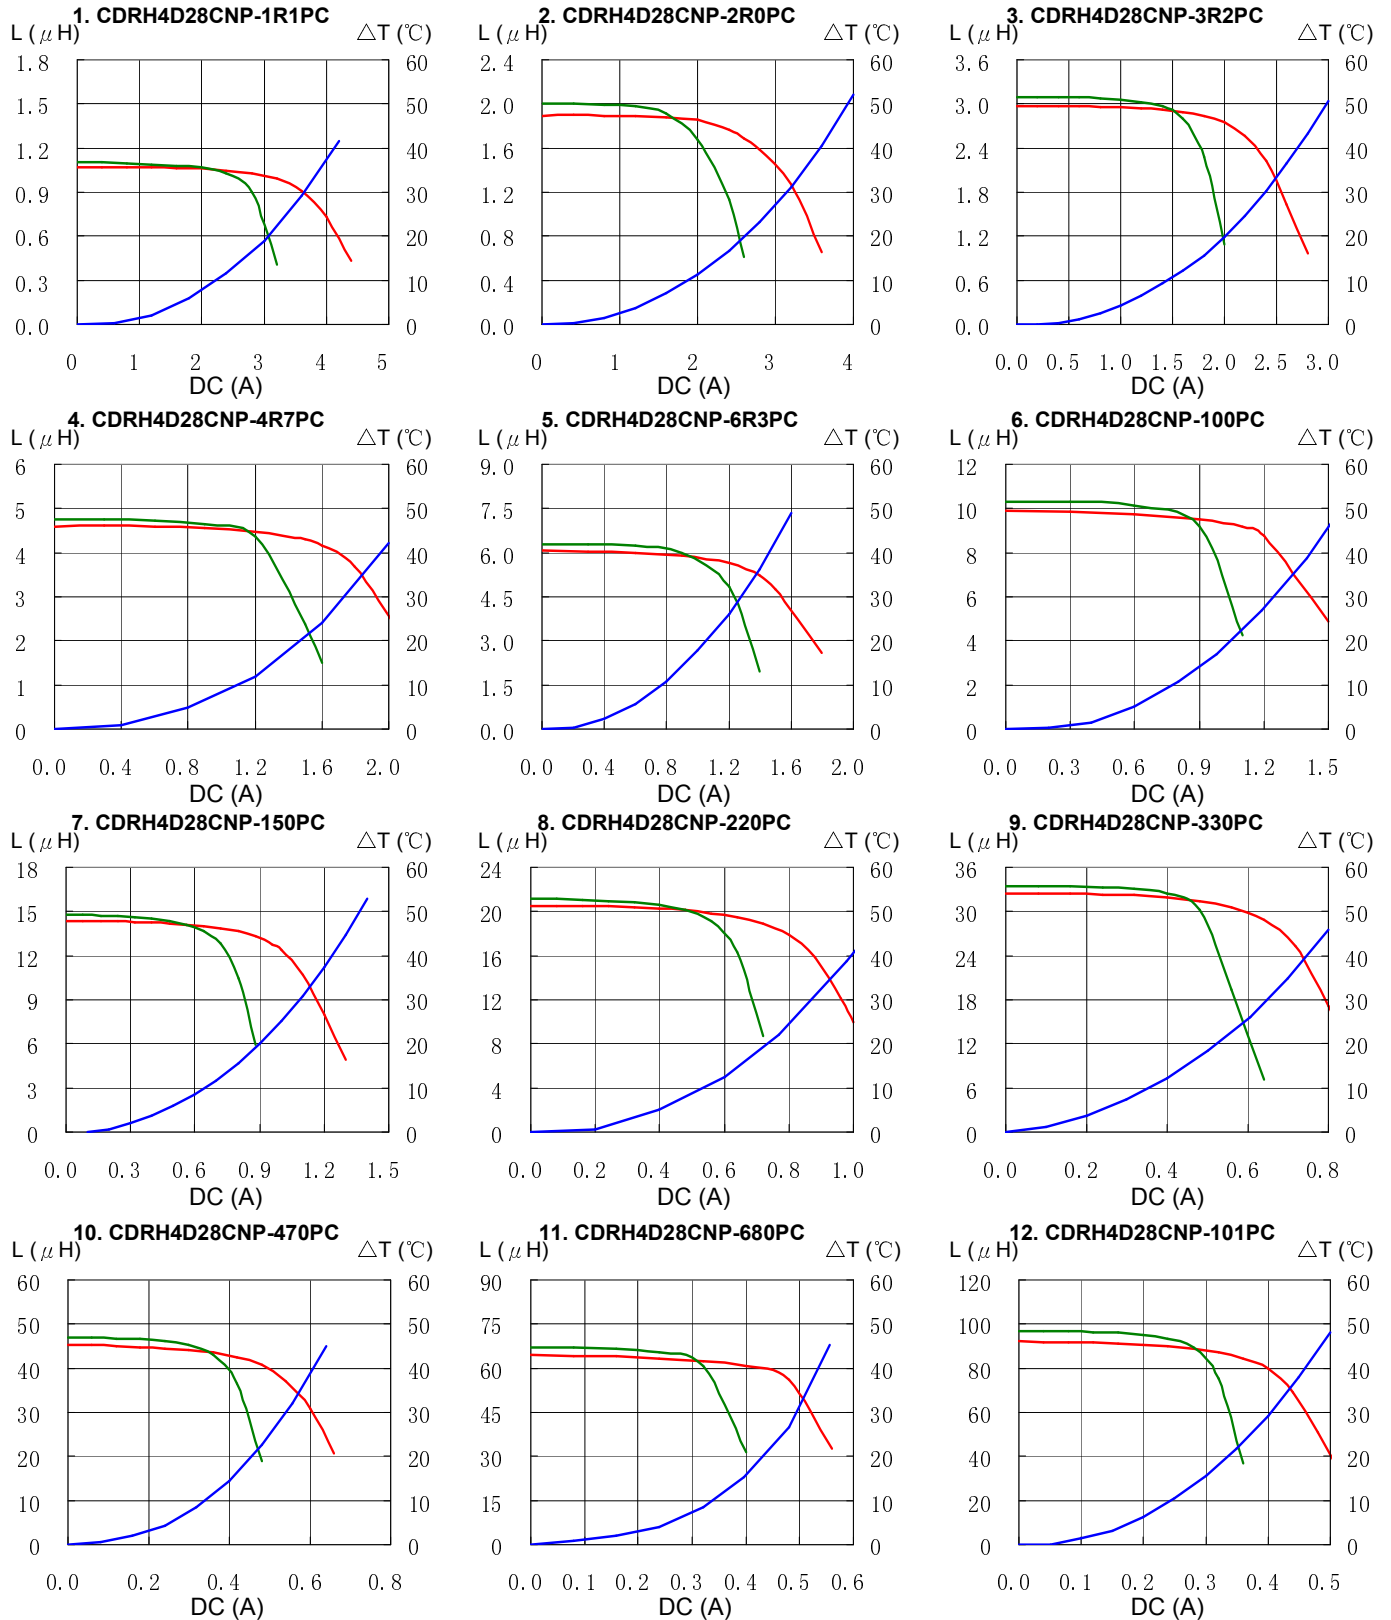 1. CDRH4D28CNP-1R1PC
L (μH) △T (℃)
1.8 60
1.5 50
1.2 40
0.9 30
0.6 20
0.3 10
0.0 0
0 1 2 3 4 5
DC (A)
2. CDRH4D28CNP-2R0PC
L (μH) △T (℃)
2.4 60
2.0 50
1.6 40
1.2 30
0.8 20
0.4 10
0.0 0
0 1 2 3 4
DC (A)
3. CDRH4D28CNP-3R2PC
L (μH) △T (℃)
3.6 60
3.0 50
2.4 40
1.8 30
1.2 20
0.6 10
0.0 0
0.0 0.5 1.0 1.5 2.0 2.5 3.0
DC (A)
4. CDRH4D28CNP-4R7PC
L (μH) △T (℃)
6 60
5 50
4 40
3 30
2 20
1 10
0 0
0.0 0.4 0.8 1.2 1.6 2.0
DC (A)
5. CDRH4D28CNP-6R3PC
L (μH) △T (℃)
9.0 60
7.5 50
6.0 40
4.5 30
3.0 20
1.5 10
0.0 0
0.0 0.4 0.8 1.2 1.6 2.0
DC (A)
6. CDRH4D28CNP-100PC
L (μH) △T (℃)
12 60
10 50
8 40
6 30
4 20
2 10
0 0
0.0 0.3 0.6 0.9 1.2 1.5
DC (A)
7. CDRH4D28CNP-150PC
L (μH) △T (℃)
18 60
15 50
12 40
9 30
6 20
3 10
0 0
0.0 0.3 0.6 0.9 1.2 1.5
DC (A)
8. CDRH4D28CNP-220PC
L (μH) △T (℃)
24 60
20 50
16 40
12 30
8 20
4 10
0 0
0.0 0.2 0.4 0.6 0.8 1.0
DC (A)
9. CDRH4D28CNP-330PC
L (μH) △T (℃)
36 60
30 50
24 40
18 30
12 20
6 10
0 0
0.0 0.2 0.4 0.6 0.8
DC (A)
10. CDRH4D28CNP-470PC
L (μH) △T (℃)
60 60
50 50
40 40
30 30
20 20
10 10
0 0
0.0 0.2 0.4 0.6 0.8
DC (A)
11. CDRH4D28CNP-680PC
L (μH) △T (℃)
90 60
75 50
60 40
45 30
30 20
15 10
0 0
0.0 0.1 0.2 0.3 0.4 0.5 0.6
DC (A)
12. CDRH4D28CNP-101PC
L (μH) △T (℃)
120 60
100 50
80 40
60 30
40 20
20 10
0 0
0.0 0.1 0.2 0.3 0.4 0.5
DC (A)